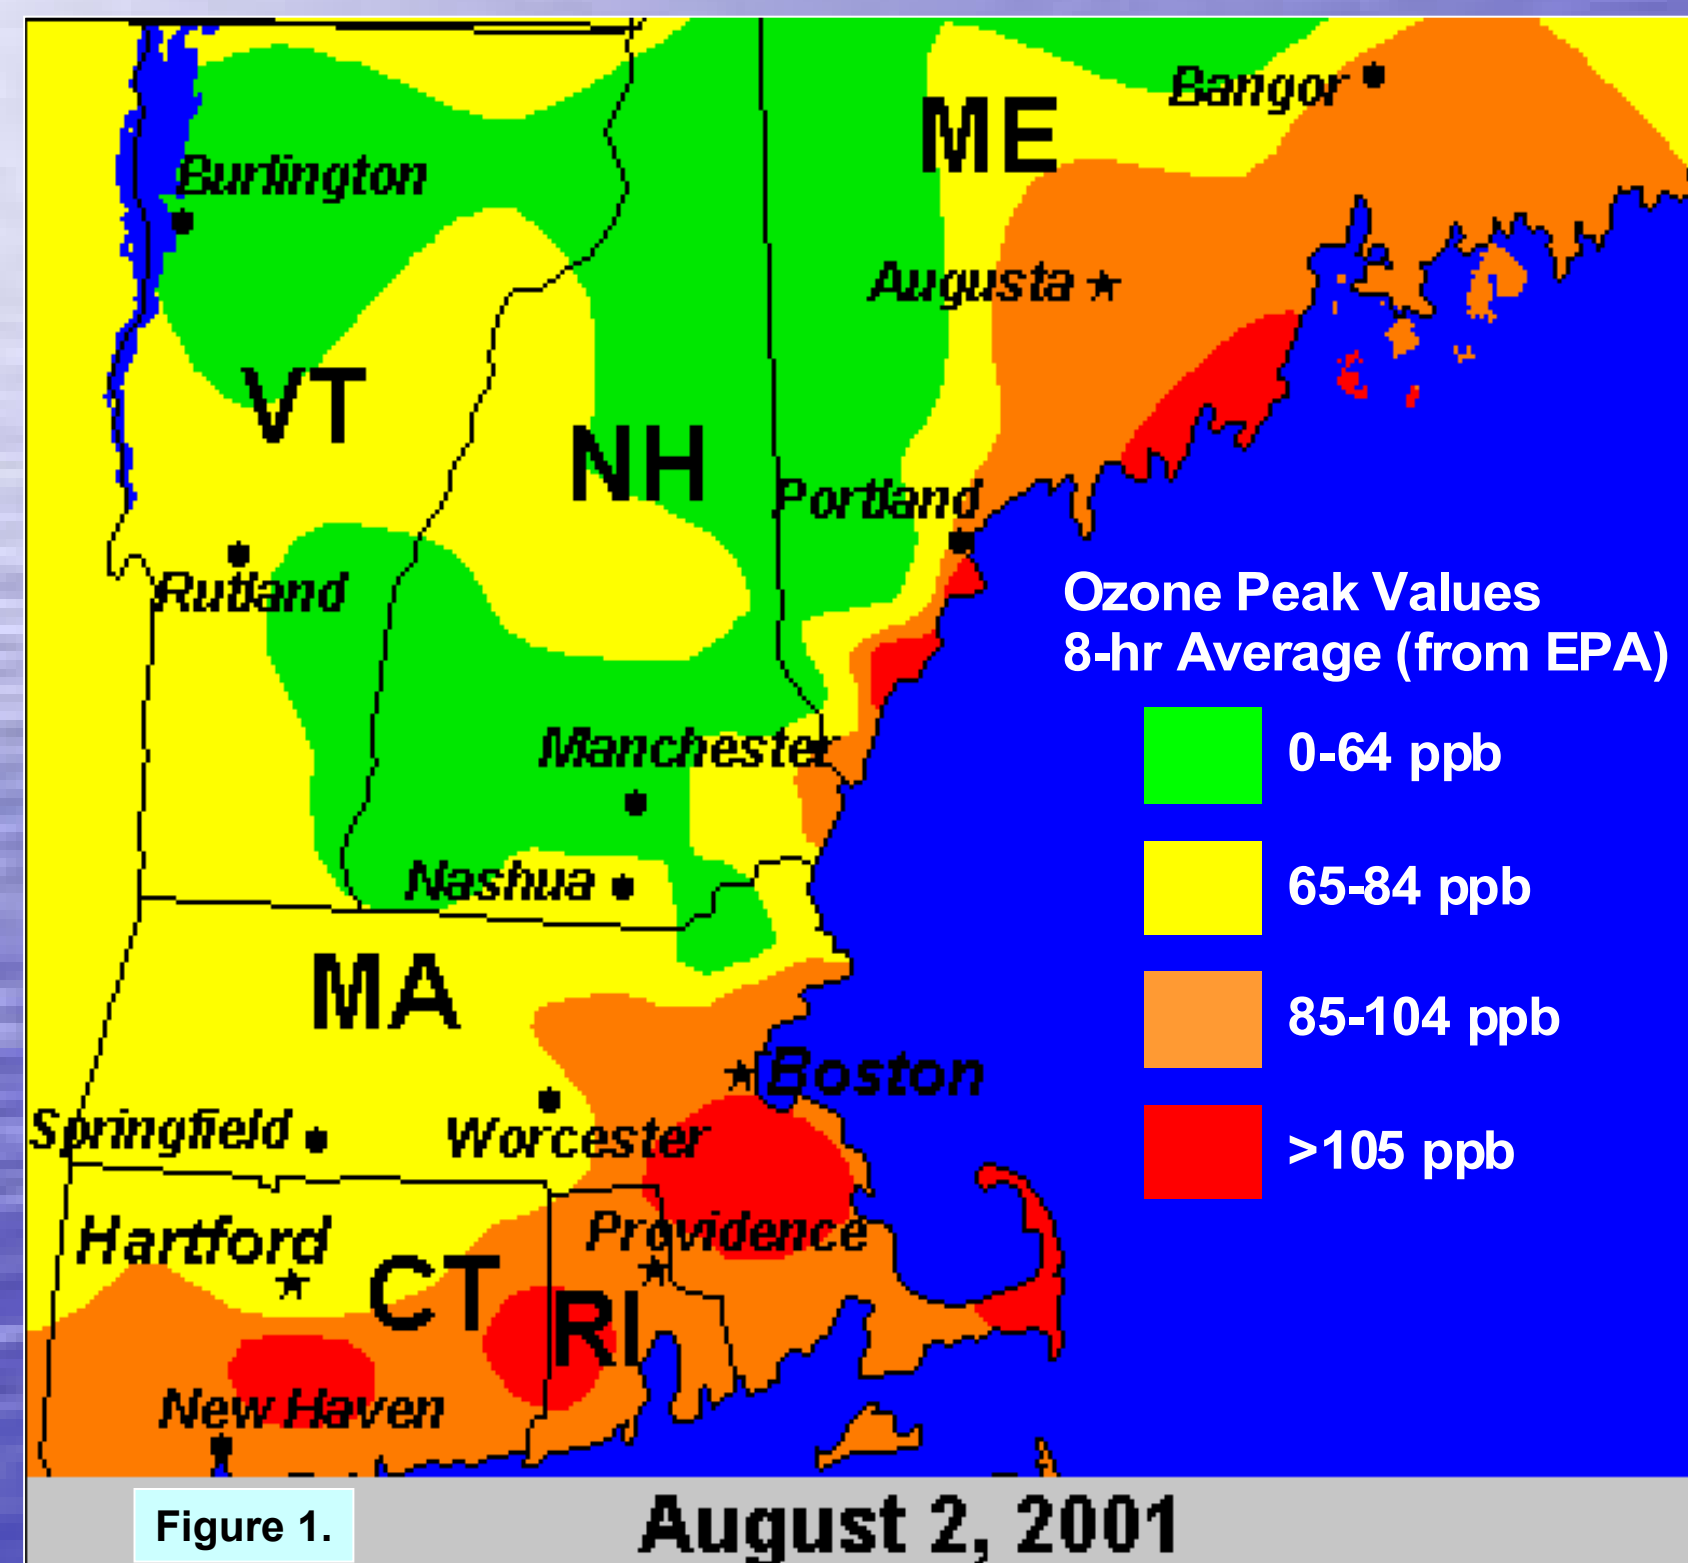 Bangor
ME
Burlington
Augusta
VT
NH
Portland
Rutland
Ozone Peak Values
8-hr Average (from EPA)
0-64 ppb
Manchester
65-84 ppb
Nashua
MA
85-104 ppb
Boston
Springfield
Worcester
>105 ppb
Hartford
Providence
CT
RI
New Haven
Figure 1.
August 2, 2001